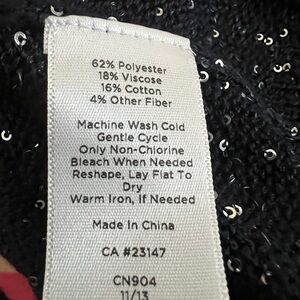 62% Polyester
18% Viscose
16% Cotton
4% Other Fiber
Machine Wash Cold
Gentle Cycle
Only Non-Chlorine
Bleach When Needed
Reshape, Lay Flat To
Dry
Warm Iron, If Needed
Made In China
CA #23147
CN904
11/13